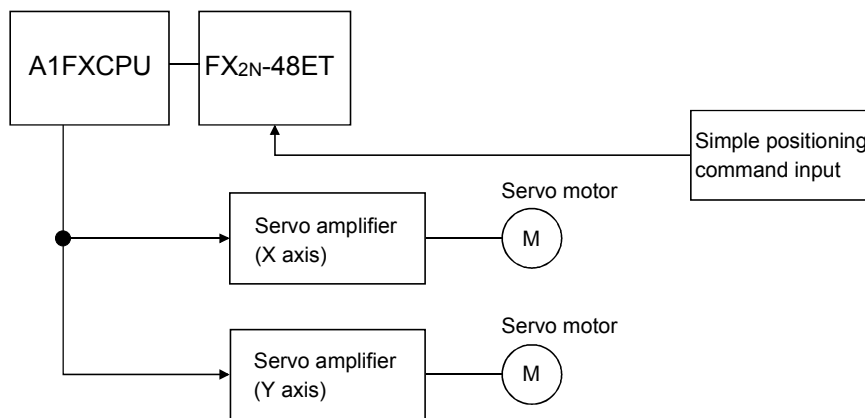 A1FXCPU
FX2N-48ET
Simple positioning
command input
Servo motor
Servo amplifier
(X axis)
M
Servo motor
Servo amplifier
(Y axis)
M